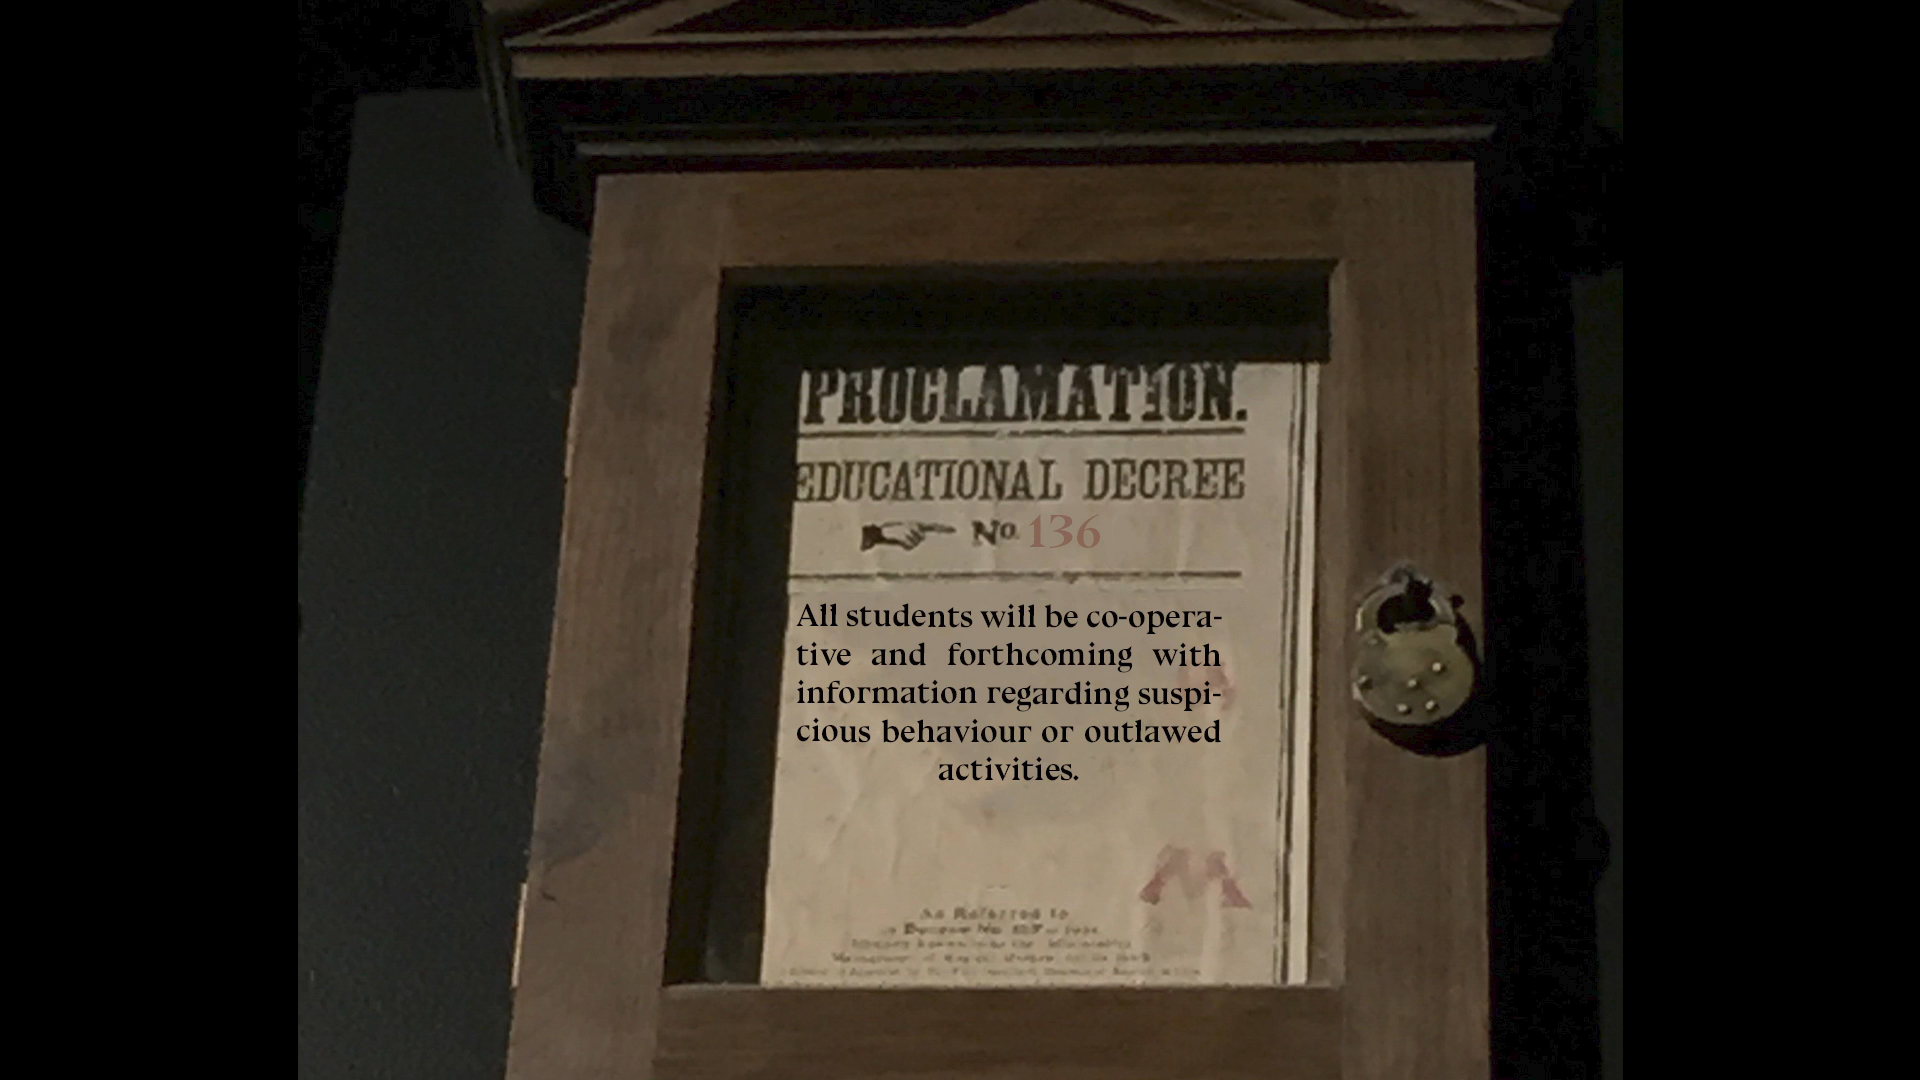 PROCLAMATION.
EDUCATIONAL DECREE
No. 136
All students will be co-opera-
tive and forthcoming with
information regarding suspi-
cious behaviour or outlawed
activities.
M
As Referred to